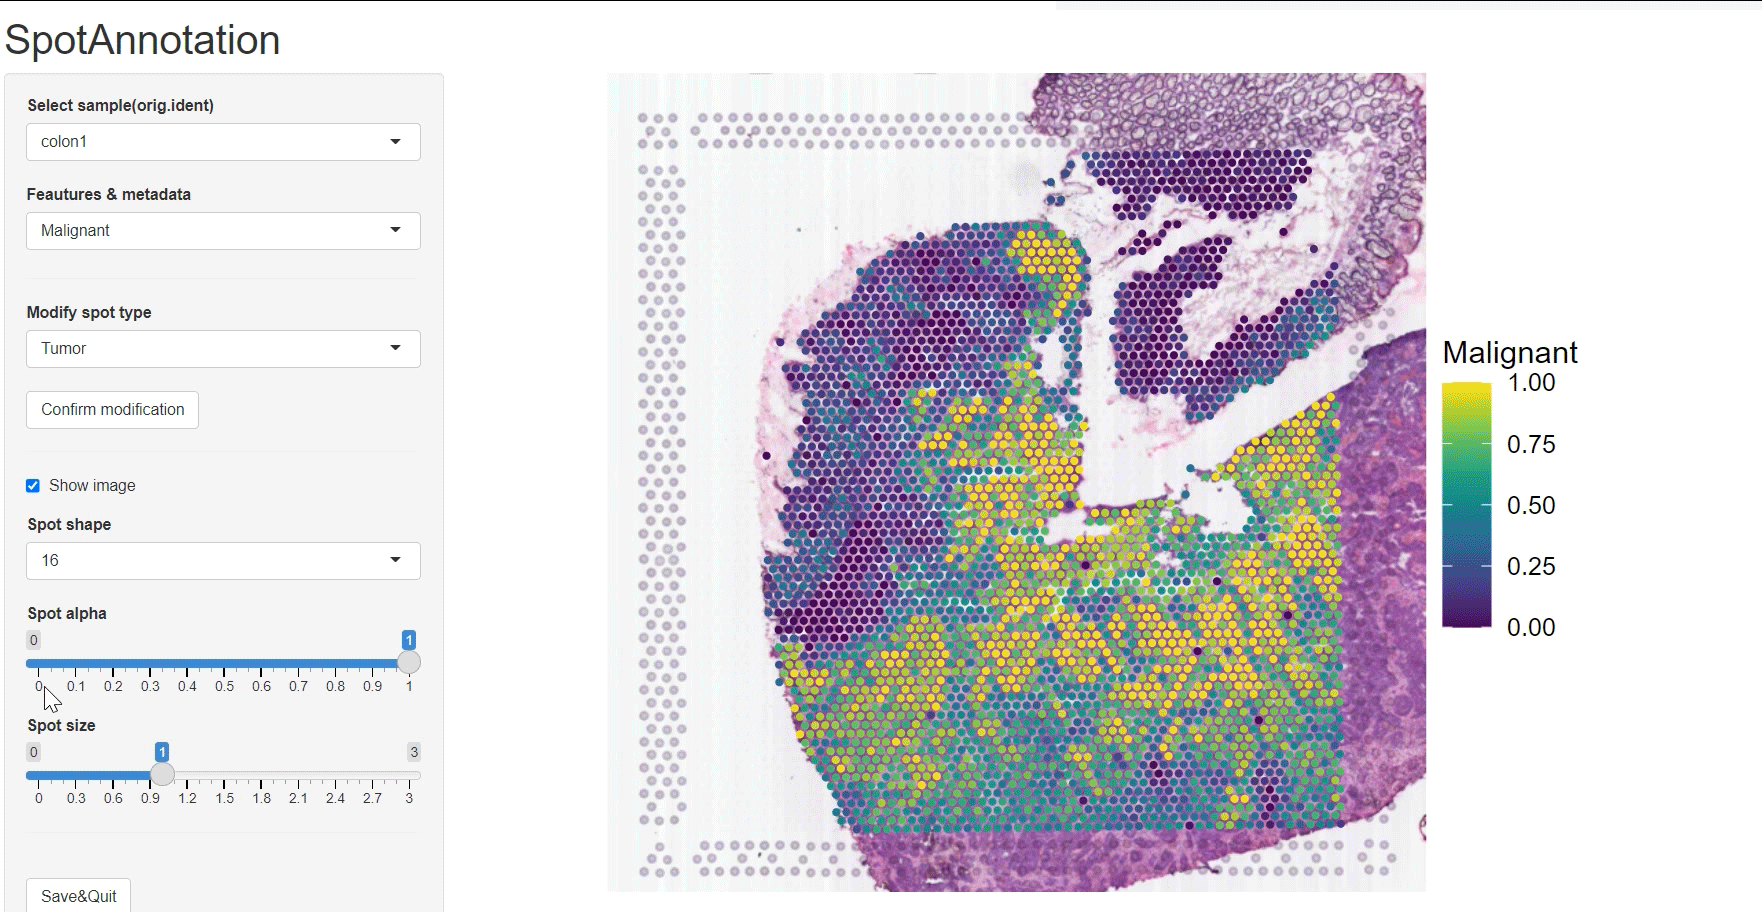 SpotAnnotation
Select sample(orig.ident)
colon1
Feautures & metadata
Malignant
Modify spot type
Tumor
Confirm modification
Show image
Spot shape
16
Spot alpha
0 1
0 0.1 0.2 0.3 0.4 0.5 0.6 0.7 0.8 0.9 1
Spot size
0 1 3
0 0.3 0.6 0.9 1.2 1.5 1.8 2.1 2.4 2.7 3
Save&Quit
Malignant
1.00
0.75
0.50
0.25
0.00